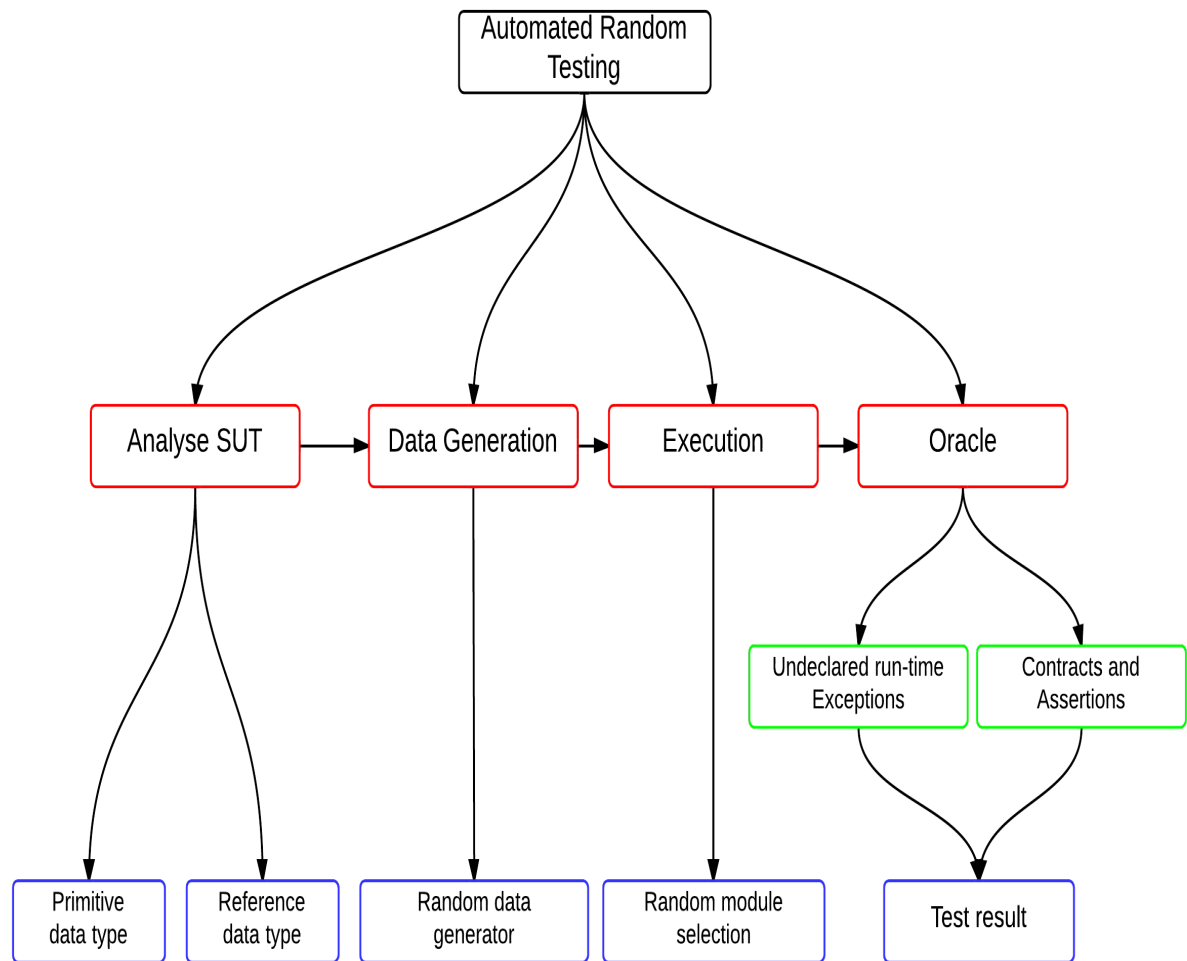 Automated Random
Testing
Analyse SUT
Data Generation
Execution
Oracle
Undeclared run-time
Exceptions
Contracts and
Assertions
Primitive
data type
Reference
data type
Random data
generator
Random module
selection
Test result